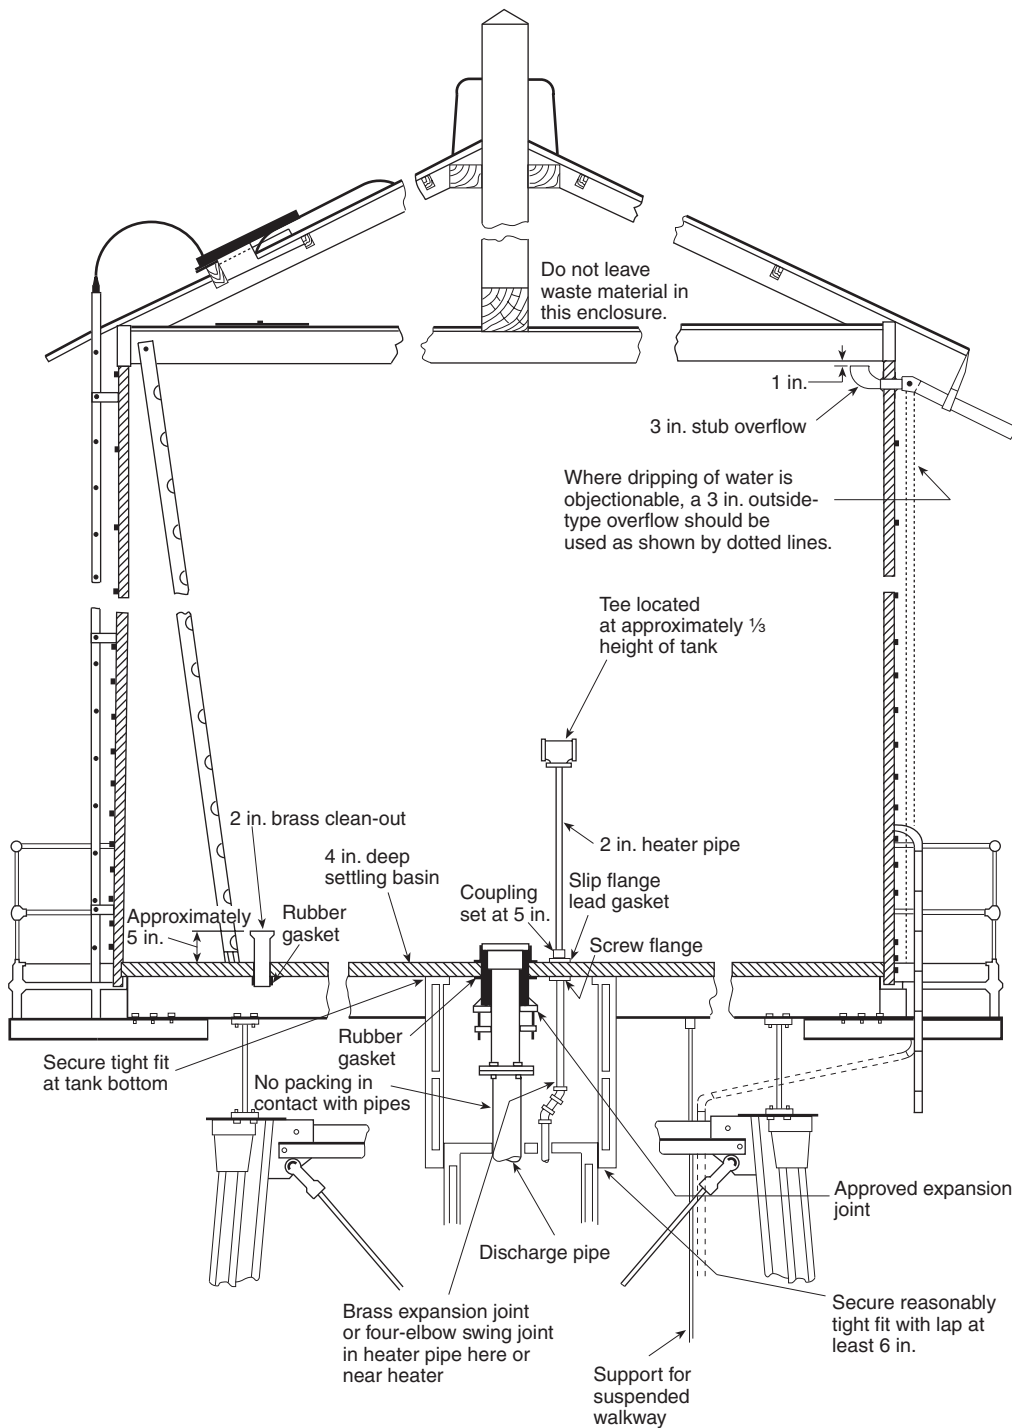 Do not leave
waste material in
this enclosure.
1 in.
3 in. stub overflow
Where dripping of water is
objectionable, a 3 in. outside-
type overflow should be
used as shown by dotted lines.
Tee located
at approximately ⅓
height of tank
2 in. brass clean-out
2 in. heater pipe
4 in. deep
settling basin
Coupling
set at 5 in.
Slip flange
lead gasket
Approximately
5 in.
Rubber
gasket
Screw flange
Secure tight fit
at tank bottom
Rubber
gasket
No packing in
contact with pipes
Approved expansion
joint
Discharge pipe
Brass expansion joint
or four-elbow swing joint
in heater pipe here or
near heater
Secure reasonably
tight fit with lap at
least 6 in.
Support for
suspended
walkway